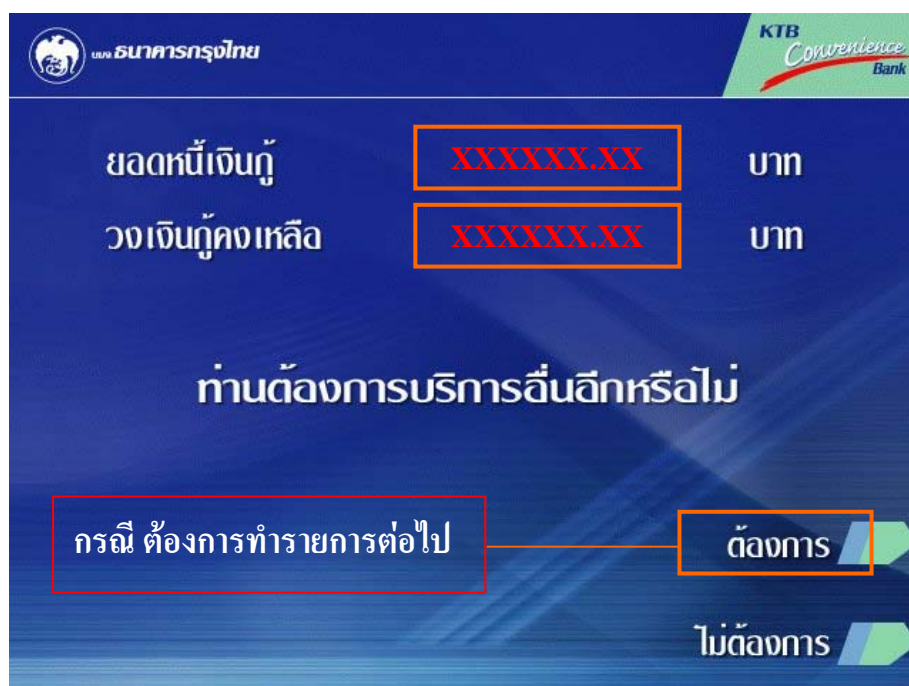 บมจ.ธนาคารกรุงไทย
KTB
Convenience
Bank
ยอดหนี้เงินกู้ XXXXXX.XX บาท
วงเงินกู้คงเหลือ XXXXXX.XX บาท
ท่านต้องการบริการอื่นอีกหรือไม่
กรณี ต้องการทำรายการต่อไป
ต้องการ
ไม่ต้องการ